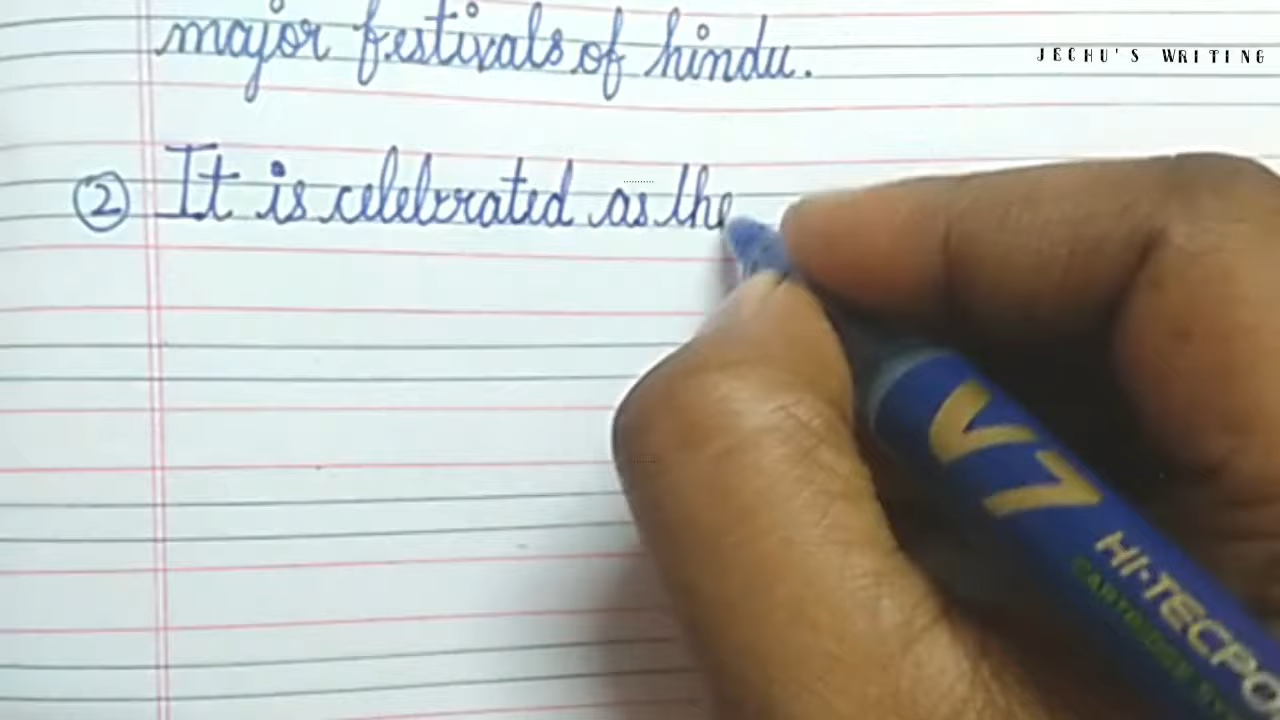 major festivals of hindu.
JECHU'S WRITING
② It is celebrated as the
V7
HI-TECPO